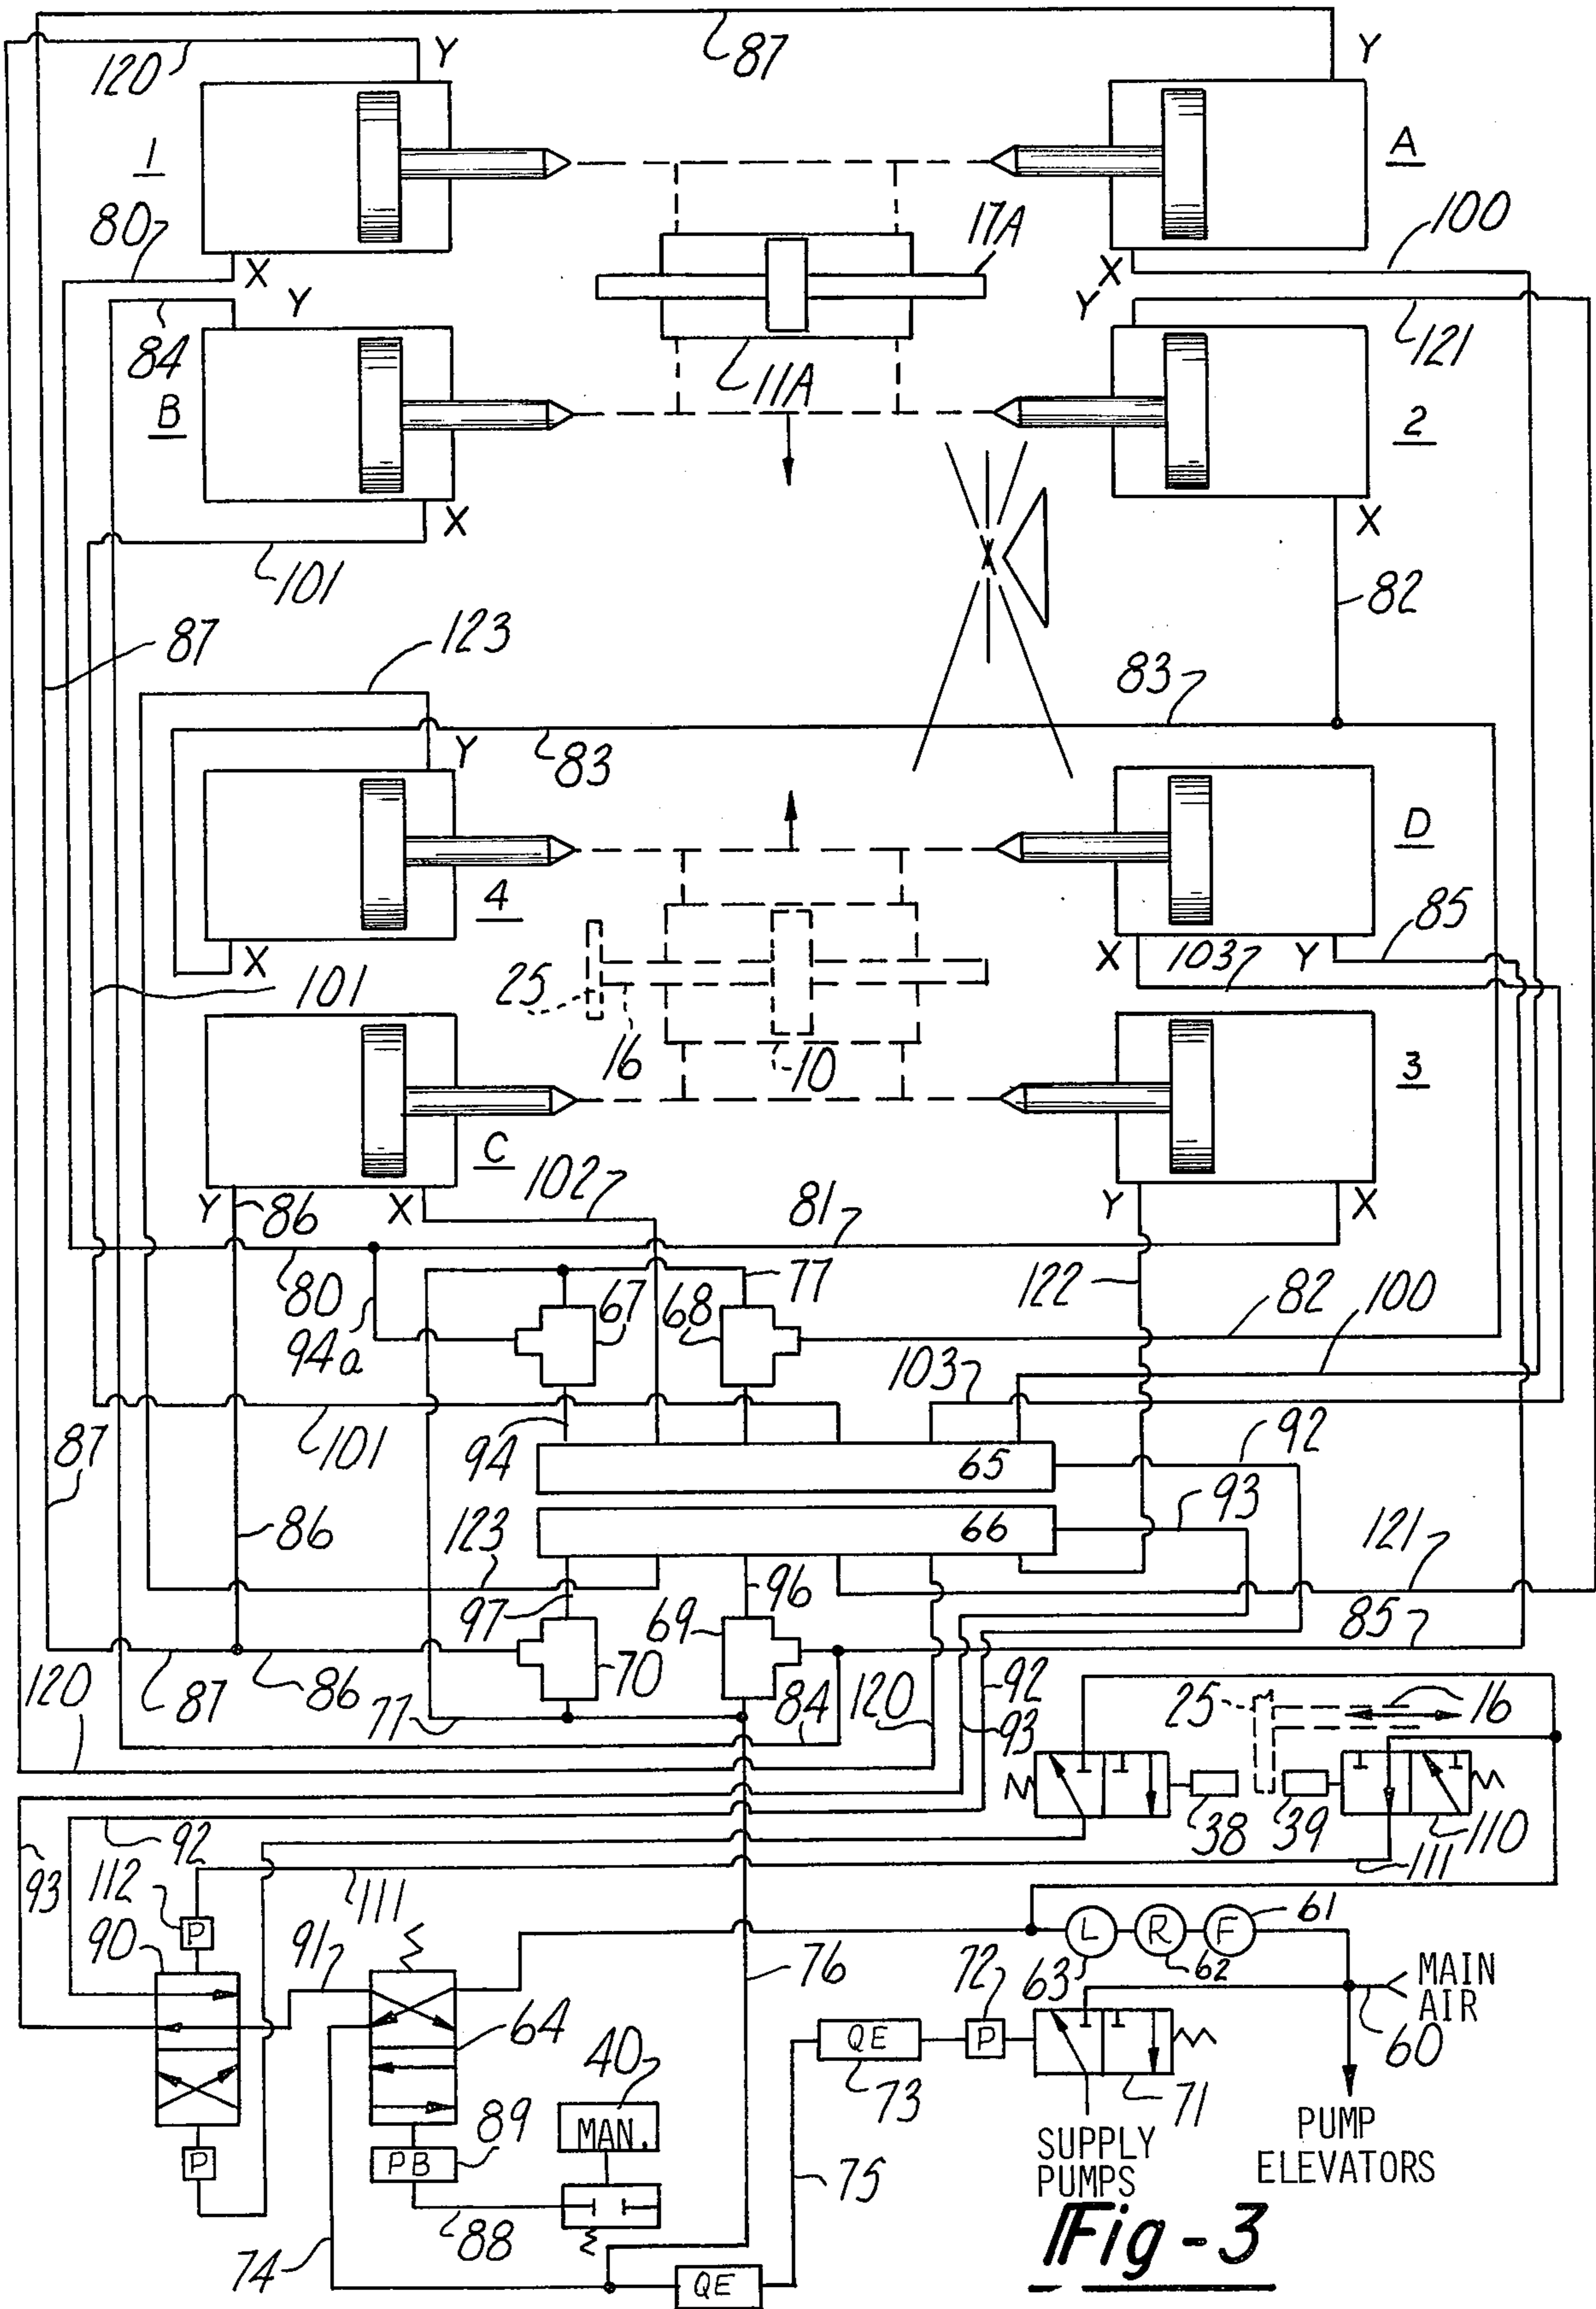 87
120
Y
Y
1
A
80
17A
100
X
X
Y
Y
84
11A
121
B
2
X
X
101
82
87
123
83
83
Y
4
D
X
85
25
X
103
Y
101
16
10
3
C
102
Y
86
X
81
Y
X
80
94a
67
68
77
122
82
100
103
101
94
92
87
65
93
86
66
123
121
97
96
69
70
85
120
87
86
77
84
120
92
93
25
16
93
92
112
111
38
39
110
111
P
90
91
L
R
F
61
63
62
76
72
MAIN
AIR
60
64
40
QE
P
73
71
MAN.
89
P
PB
SUPPLY
PUMPS
PUMP
ELEVATORS
75
88
74
QE
Fig-3